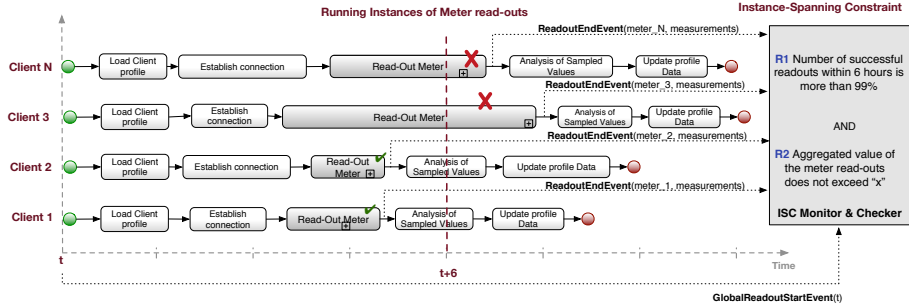 Running Instances of Meter read-outs
Instance-Spanning Constraint
ReadoutEndEvent(meter_N, measurements)
Client N
Load Client
profile
Establish connection
Read-Out Meter
Analysis of Sampled
Values
Update profile
Data
ReadoutEndEvent(meter_3, measurements)
Client 3
Load Client
profile
Establish
connection
Read-Out Meter
Analysis of
Sampled Values
Update profile
Data
ReadoutEndEvent(meter_2, measurements)
Client 2
Load Client
profile
Establish connection
Read-Out
Meter
Analysis of
Sampled Values
Update profile Data
ReadoutEndEvent(meter_1, measurements)
Client 1
Load Client
profile
Establish
connection
Read-Out Meter
Analysis of
Sampled Values
Update profile
Data
R1 Number of successful
readouts within 6 hours is
more than 99%
AND
R2 Aggregated value of
the meter read-outs
does not exceed “x”
ISC Monitor & Checker
t
t+6
Time
GlobalReadoutStartEvent(t)